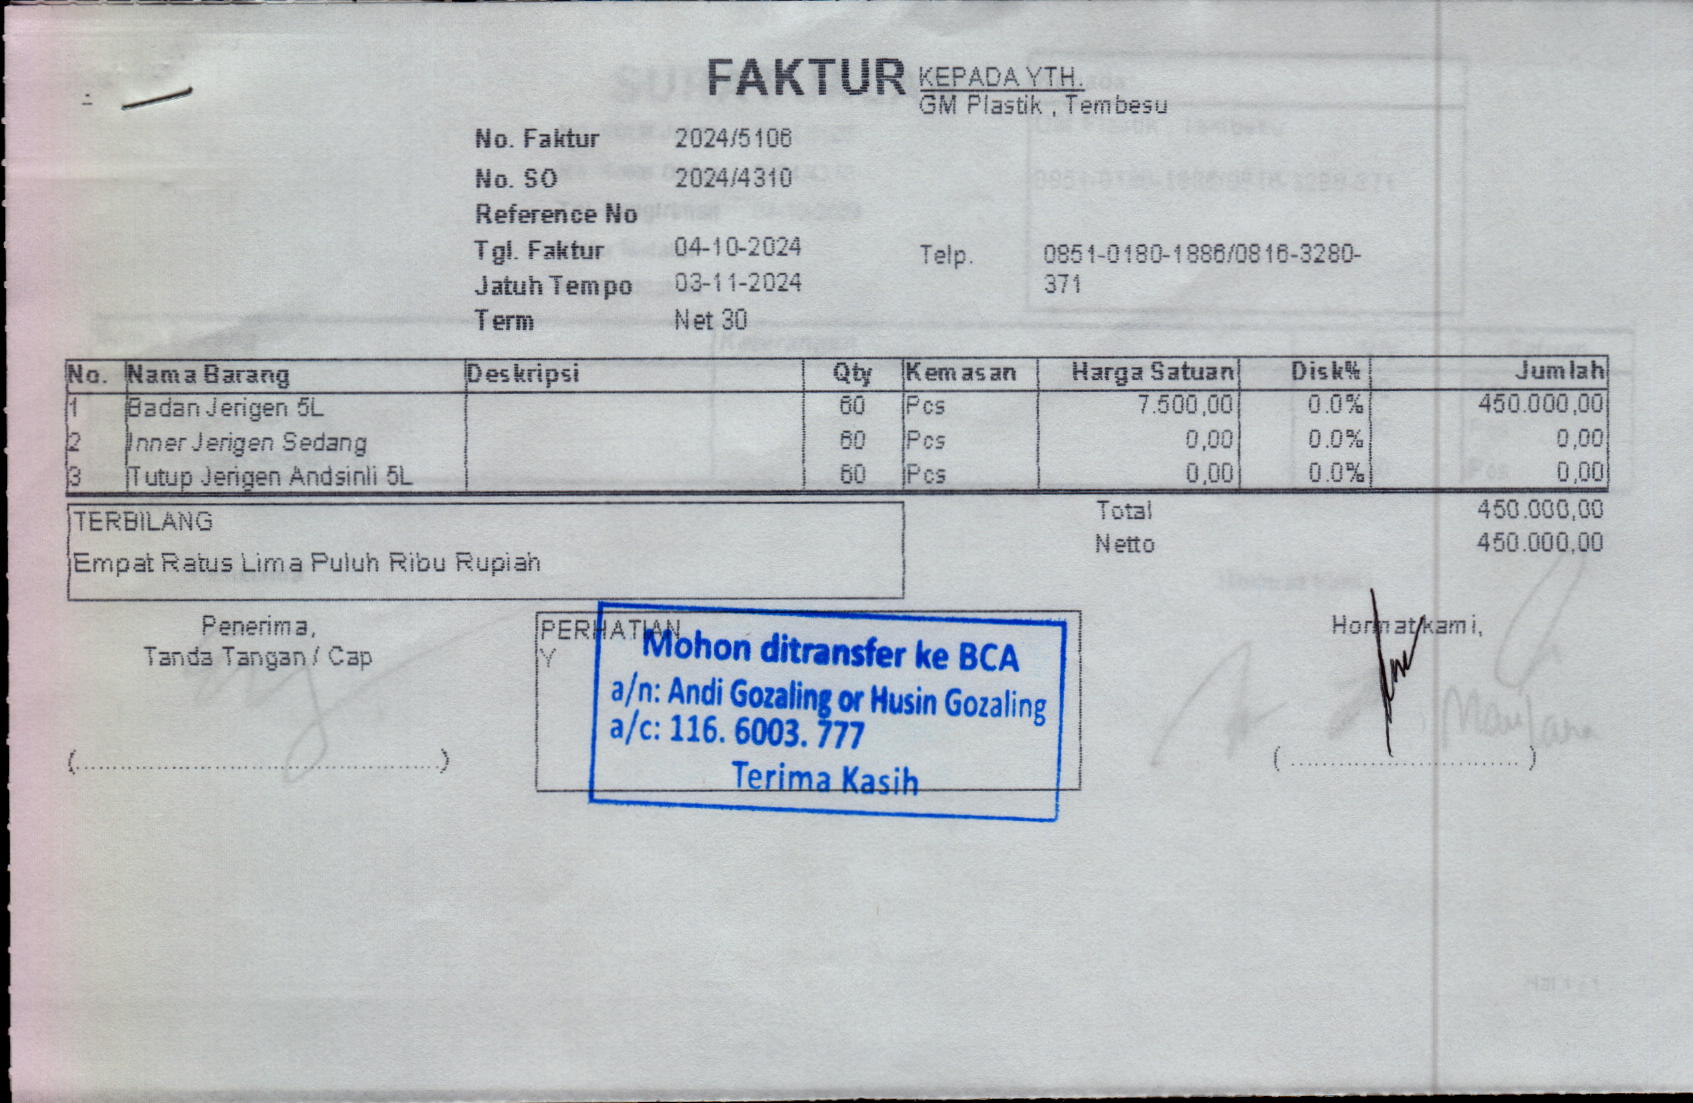 FAKTUR
KEPADA YTH.
GM Plastik , Tembesu
No. Faktur 2024/5106
No. SO 2024/4310
Reference No
Tgl. Faktur 04-10-2024
Jatuh Tempo 03-11-2024
Term Net 30
Telp. 0851-0180-1886/0816-3280-
371
No. Nama Barang Deskripsi Qty Kemasan Harga Satuan Disk% Jumlah
1 Badan Jerigen 5L 60 Pcs 7.500,00 0.0% 450.000,00
2 Inner Jerigen Sedang 60 Pcs 0,00 0.0% 0,00
3 Tutup Jerigen Andsinli 5L 60 Pcs 0,00 0.0% 0,00
TERBILANG
Empat Ratus Lima Puluh Ribu Rupiah
Total 450.000,00
Netto 450.000,00
Penerima,
Tanda Tangan / Cap
(........................................)
PERHATIAN
Y
Mohon ditransfer ke BCA
a/n: Andi Gozaling or Husin Gozaling
a/c: 116. 6003. 777
Terima Kasih
Hormat kami,
Maulana
(..........................)